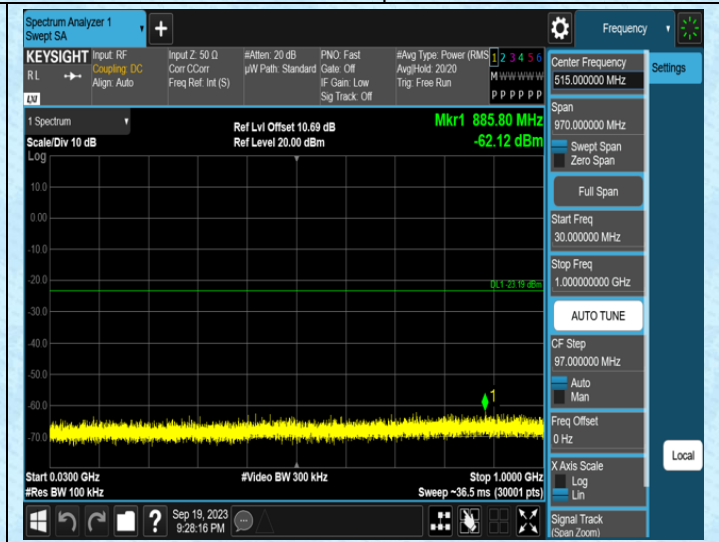 Spectrum Analyzer 1
Swept SA
+
Frequency
KEYSIGHT
RL
LXI
Input: RF
Coupling: DC
Align: Auto
Input Z: 50 Ω
Corr CCorr
Freq Ref: Int (S)
#Atten: 20 dB
µW Path: Standard
PNO: Fast
Gate: Off
IF Gain: Low
Sig Track: Off
#Avg Type: Power (RMS
Avg|Hold: 20/20
Trig: Free Run
1 2 3 4 5 6
M W W W W W
P P P P P P
1 Spectrum
Scale/Div 10 dB
Log
Ref Lvl Offset 10.69 dB
Ref Level 20.00 dBm
Mkr1 885.80 MHz
-62.12 dBm
10.0
0.00
-10.0
-20.0
DL1 -23.19 dBm
-30.0
-40.0
-50.0
-60.0
-70.0
1
Start 0.0300 GHz
#Res BW 100 kHz
#Video BW 300 kHz
Stop 1.0000 GHz
Sweep ~36.5 ms (30001 pts)
?
Sep 19, 2023
9:28:16 PM
Center Frequency
515.000000 MHz
Span
970.000000 MHz
Swept Span
Zero Span
Full Span
Start Freq
30.000000 MHz
Stop Freq
1.000000000 GHz
AUTO TUNE
CF Step
97.000000 MHz
Auto
Man
Freq Offset
0 Hz
X Axis Scale
Log
Lin
Signal Track
(Span Zoom)
Settings
Local